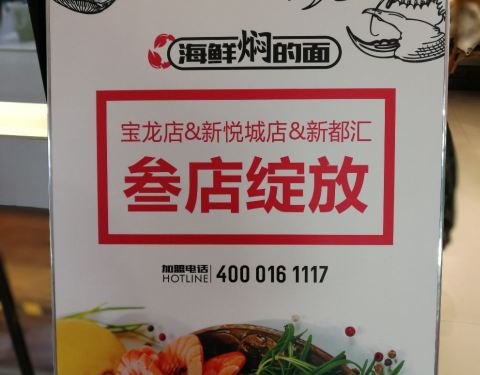 海鲜焖的面
宝龙店&新悦城店&新都汇
叁店绽放
加盟电话
HOTLINE
400 016 1117